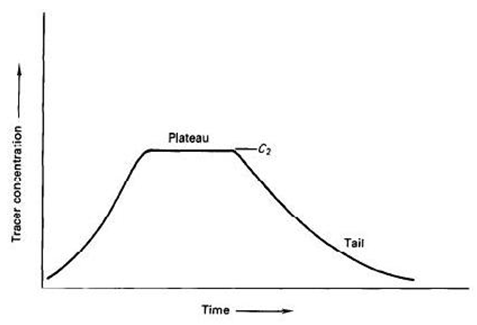 Tracer concentration
Plateau
C₂
Tail
Time